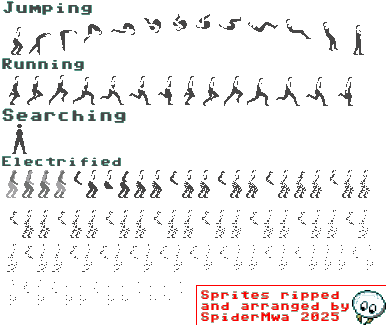 Jumping
Running
Searching
Electrified
Sprites ripped
and arranged by
SpiderMwa 2025